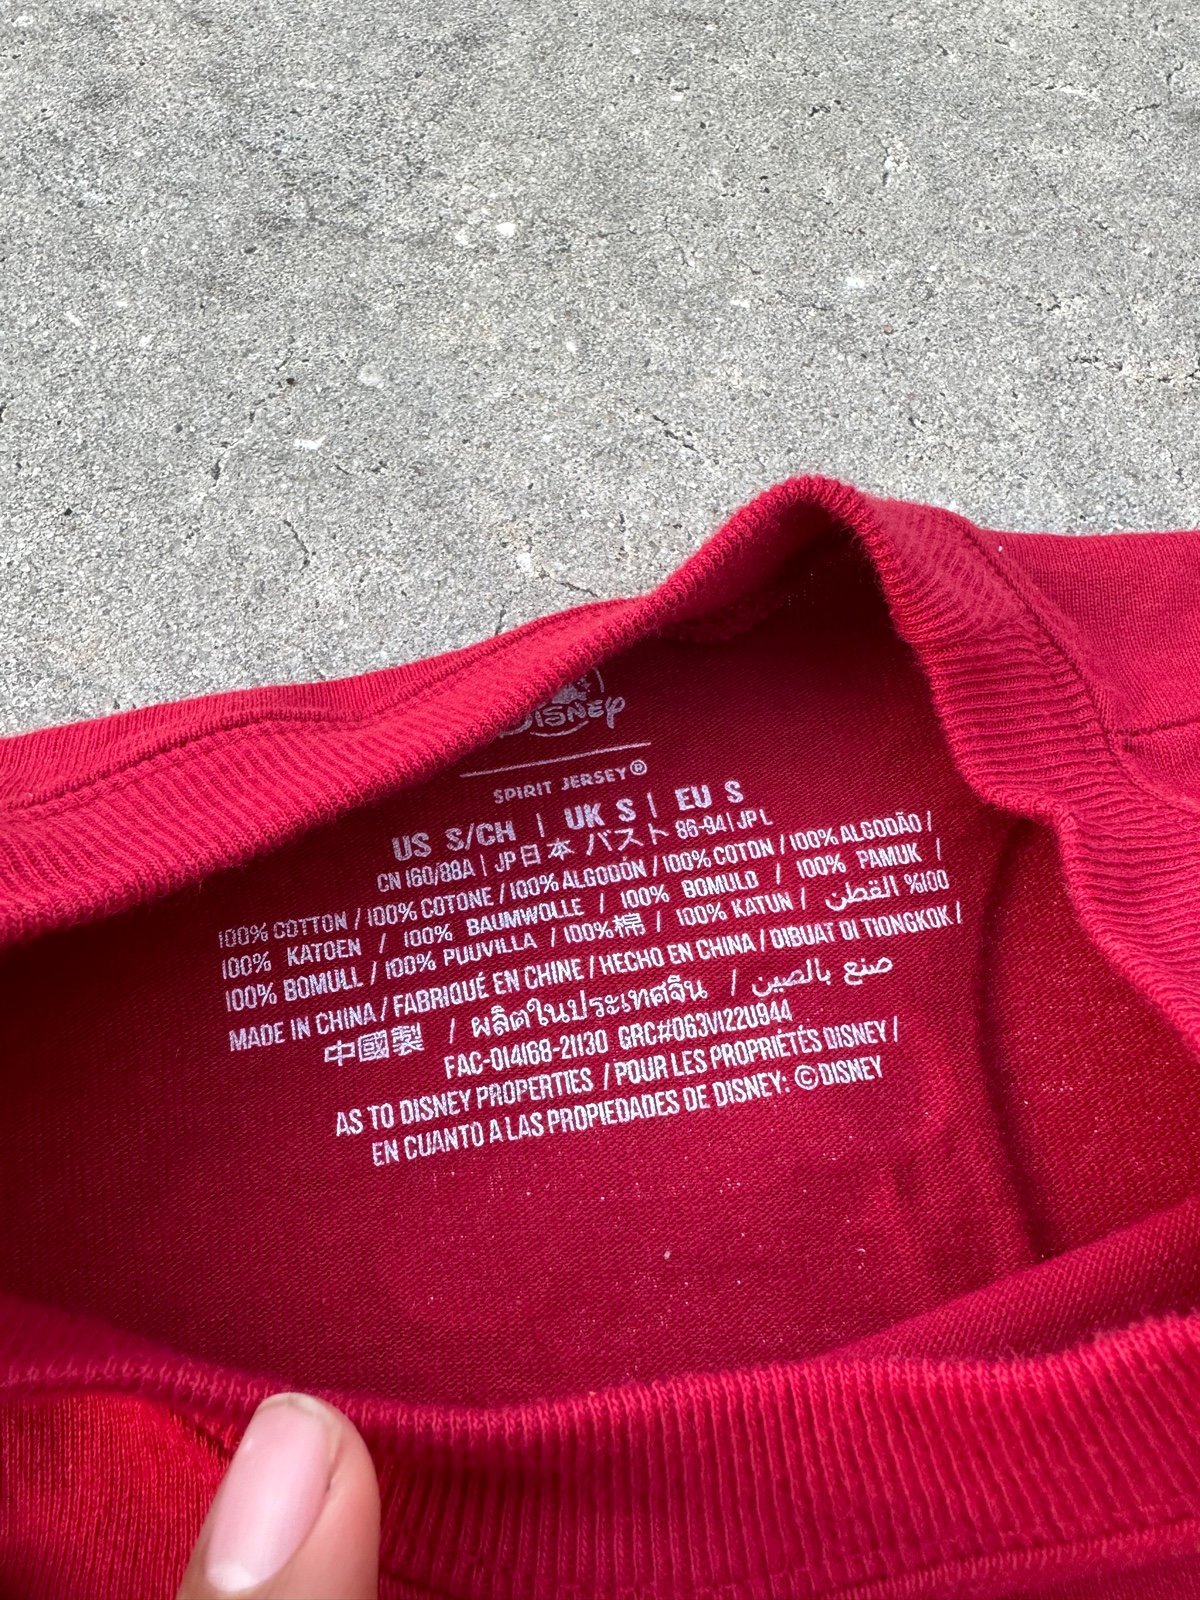 Disney
SPIRIT JERSEY®
US S/CH | UK S | EU S
CN 160/88A | JP日本 バスト 86-94 | JP L
100% COTTON / 100% COTONE / 100% ALGODÓN / 100% COTON / 100% ALGODÃO /
100% KATOEN / 100% BAUMWOLLE / 100% BOMULD / 100% PAMUK /
100% BOMULL / 100% PUUVILLA / 100%棉 / 100% KATUN / %100 القطن
MADE IN CHINA / FABRIQUÉ EN CHINE / HECHO EN CHINA / DIBUAT DI TIONGKOK /
中國製 / ผลิตในประเทศจีน / صنع بالصين
FAC-014168-21130 GRC#063V122U944
AS TO DISNEY PROPERTIES / POUR LES PROPRIÉTÉS DISNEY /
EN CUANTO A LAS PROPIEDADES DE DISNEY: ©DISNEY